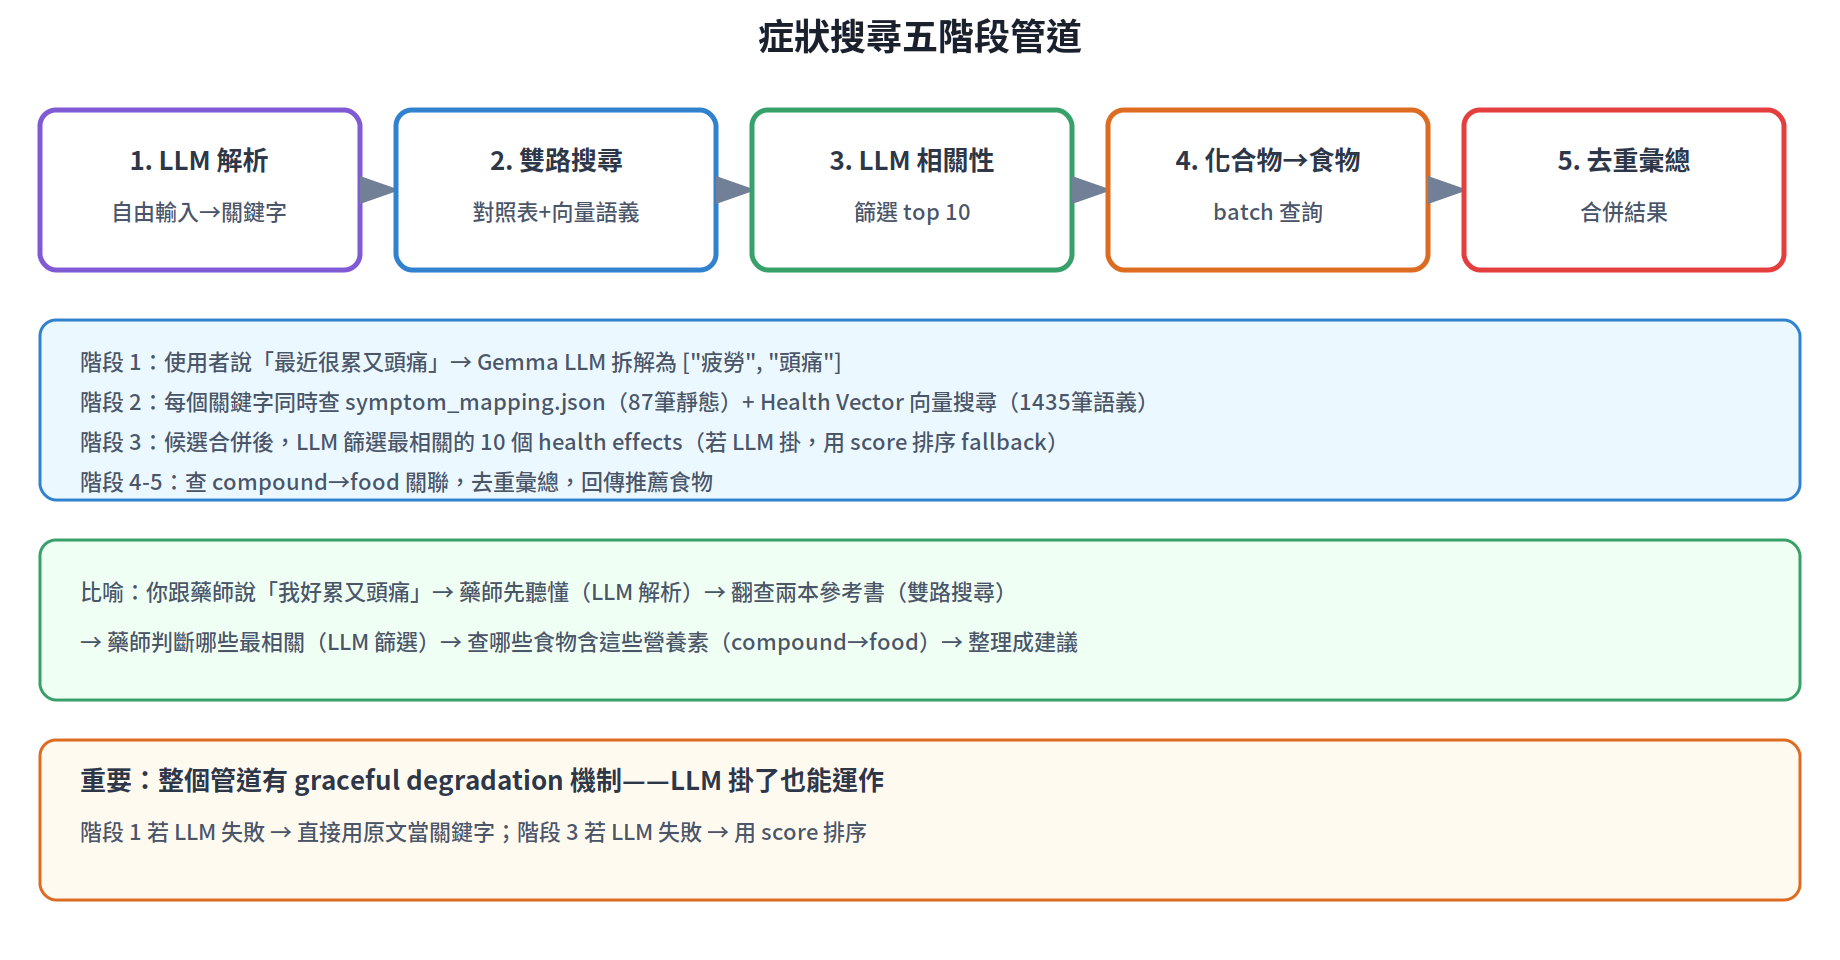 症狀搜尋五階段管道
1. LLM 解析
自由輸入→關鍵字
2. 雙路搜尋
對照表+向量語義
3. LLM 相關性
篩選 top 10
4. 化合物→食物
batch 查詢
5. 去重彙總
合併結果
階段 1：使用者說「最近很累又頭痛」→ Gemma LLM 拆解為 ["疲勞", "頭痛"]
階段 2：每個關鍵字同時查 symptom_mapping.json（87筆靜態）+ Health Vector 向量搜尋（1435筆語義）
階段 3：候選合併後，LLM 篩選最相關的 10 個 health effects（若 LLM 掛，用 score 排序 fallback）
階段 4-5：查 compound→food 關聯，去重彙總，回傳推薦食物
比喻：你跟藥師說「我好累又頭痛」→ 藥師先聽懂（LLM 解析）→ 翻查兩本參考書（雙路搜尋）
→ 藥師判斷哪些最相關（LLM 篩選）→ 查哪些食物含這些營養素（compound→food）→ 整理成建議
重要：整個管道有 graceful degradation 機制——LLM 掛了也能運作
階段 1 若 LLM 失敗 → 直接用原文當關鍵字；階段 3 若 LLM 失敗 → 用 score 排序